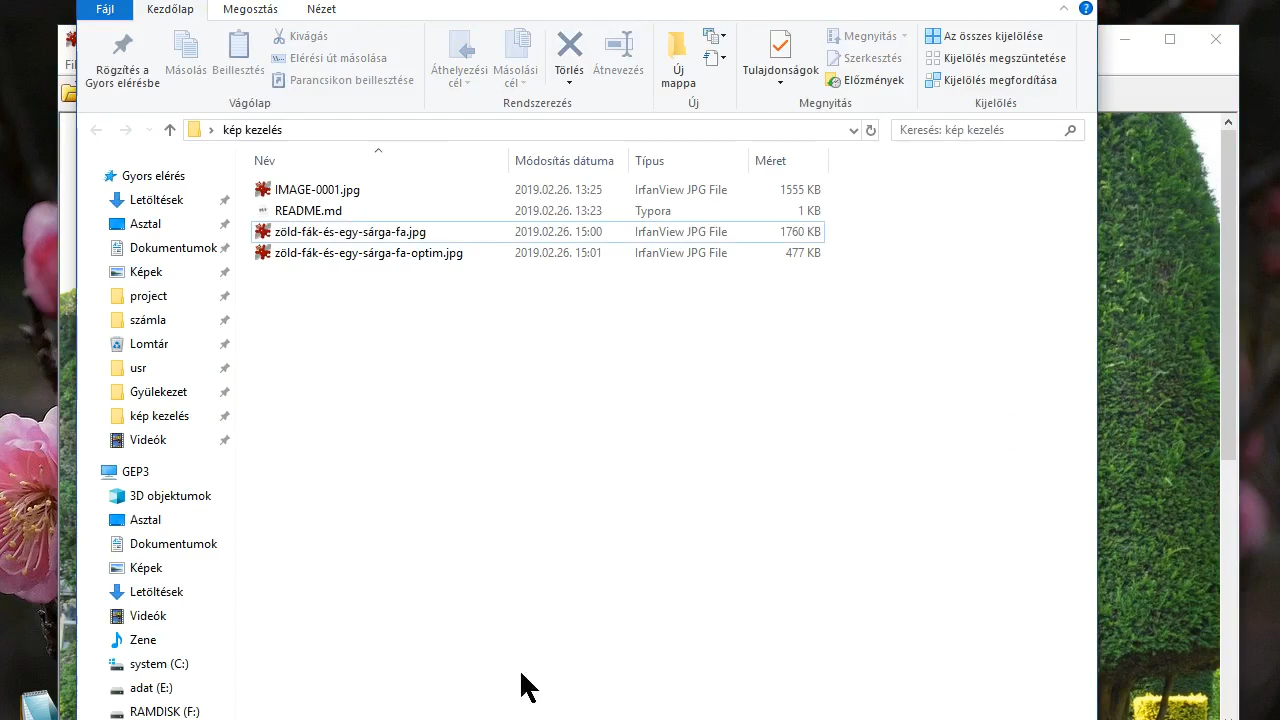 Fájl Kezdőlap Megosztás Nézet
Rögzítés a Gyors elérésbe
Másolás
Beillesztés
Kivágás
Elérési út másolása
Parancsikon beillesztése
Vágólap
Áthelyezési cél
Másolási cél
Törlés
Átnevezés
Rendszerezés
Új mappa
Új
Tulajdonságok
Megnyitás
Szerkesztés
Előzmények
Megnyitás
Az összes kijelölése
Kijelölés megszüntetése
Kijelölés megfordítása
Kijelölés
kép kezelés
Keresés: kép kezelés
Név Módosítás dátuma Típus Méret
IMAGE-0001.jpg 2019.02.26. 13:25 IrfanView JPG File 1555 KB
README.md 2019.02.26. 13:23 Typora 1 KB
zöld-fák-és-egy-sárga-fa.jpg 2019.02.26. 15:00 IrfanView JPG File 1760 KB
zöld-fák-és-egy-sárga-fa-optim.jpg 2019.02.26. 15:01 IrfanView JPG File 477 KB
Gyors elérés
Letöltések
Asztal
Dokumentumok
Képek
project
számla
Lomtár
usr
Gyülekezet
kép kezelés
Videók
GEP3
3D objektumok
Asztal
Dokumentumok
Képek
Letöltések
Videók
Zene
system (C:)
adat (E:)
RAMDISK (F:)